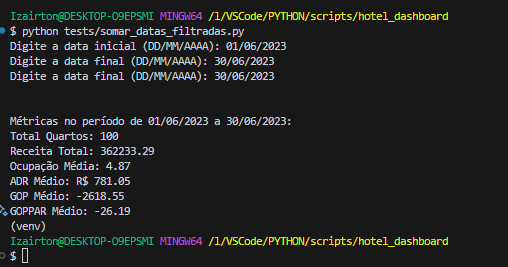 Izairton@DESKTOP-O9EPSMI MINGW64 /l/VSCode/PYTHON/scripts/hotel_dashboard
$ python tests/somar_datas_filtradas.py
Digite a data inicial (DD/MM/AAAA): 01/06/2023
Digite a data final (DD/MM/AAAA): 30/06/2023
Digite a data final (DD/MM/AAAA): 30/06/2023
Métricas no período de 01/06/2023 a 30/06/2023:
Total Quartos: 100
Receita Total: 362233.29
Ocupação Média: 4.87
ADR Médio: R$ 781.05
GOP Médio: -2618.55
GOPPAR Médio: -26.19
(venv)
Izairton@DESKTOP-O9EPSMI MINGW64 /l/VSCode/PYTHON/scripts/hotel_dashboard
$